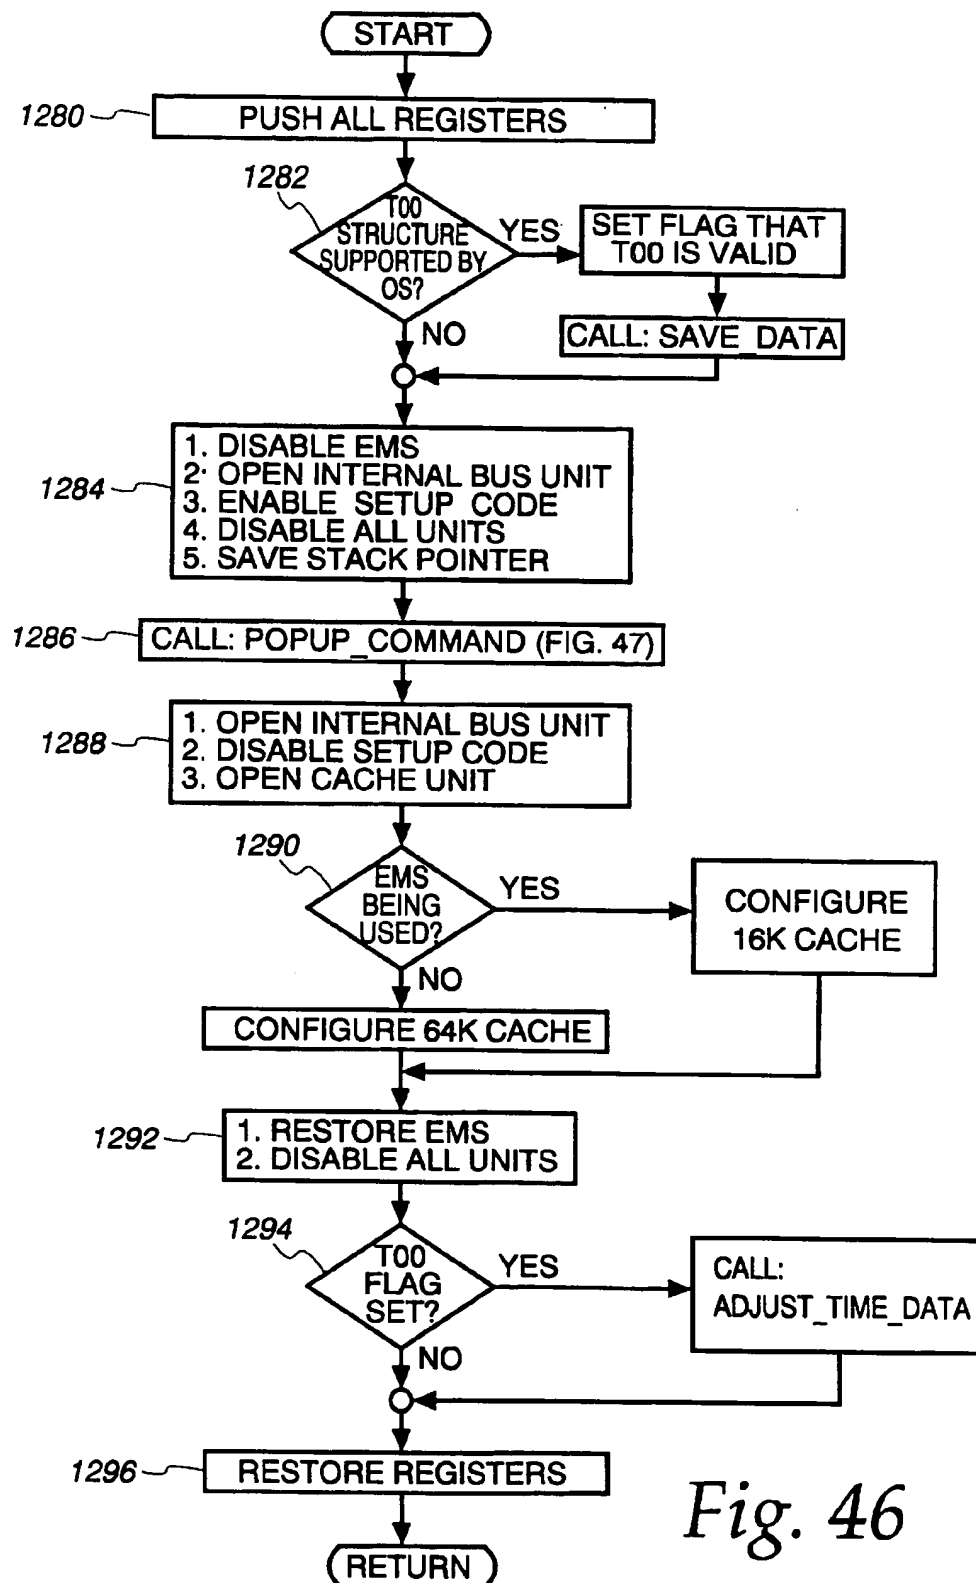 START
1280
PUSH ALL REGISTERS
1282
T00
STRUCTURE
SUPPORTED BY
OS?
YES
SET FLAG THAT
T00 IS VALID
NO
CALL: SAVE_DATA
1284
1. DISABLE EMS
2. OPEN INTERNAL BUS UNIT
3. ENABLE SETUP CODE
4. DISABLE ALL UNITS
5. SAVE STACK POINTER
1286
CALL: POPUP_COMMAND (FIG. 47)
1288
1. OPEN INTERNAL BUS UNIT
2. DISABLE SETUP CODE
3. OPEN CACHE UNIT
1290
EMS
BEING
USED?
YES
CONFIGURE
16K CACHE
NO
CONFIGURE 64K CACHE
1292
1. RESTORE EMS
2. DISABLE ALL UNITS
1294
T00
FLAG
SET?
YES
CALL:
ADJUST_TIME_DATA
NO
1296
RESTORE REGISTERS
RETURN
Fig. 46